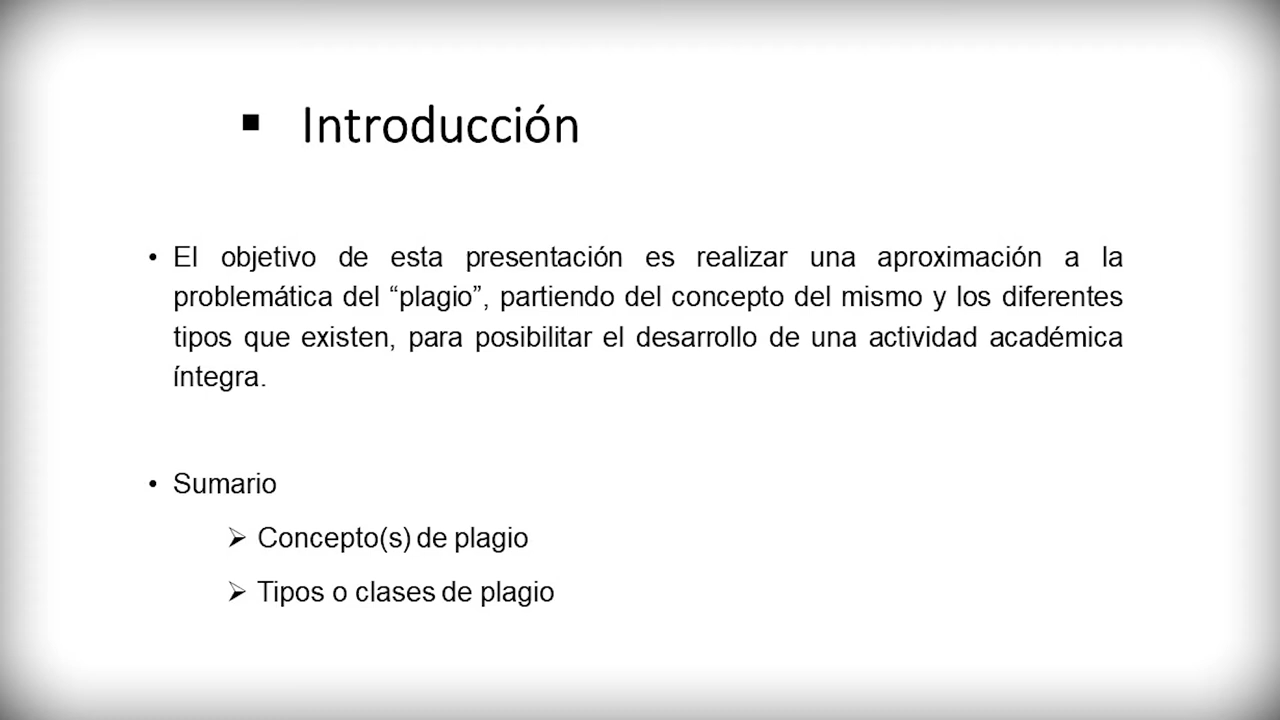 ▪ Introducción
• El objetivo de esta presentación es realizar una aproximación a la
problemática del “plagio”, partiendo del concepto del mismo y los diferentes
tipos que existen, para posibilitar el desarrollo de una actividad académica
íntegra.
• Sumario
➢ Concepto(s) de plagio
➢ Tipos o clases de plagio